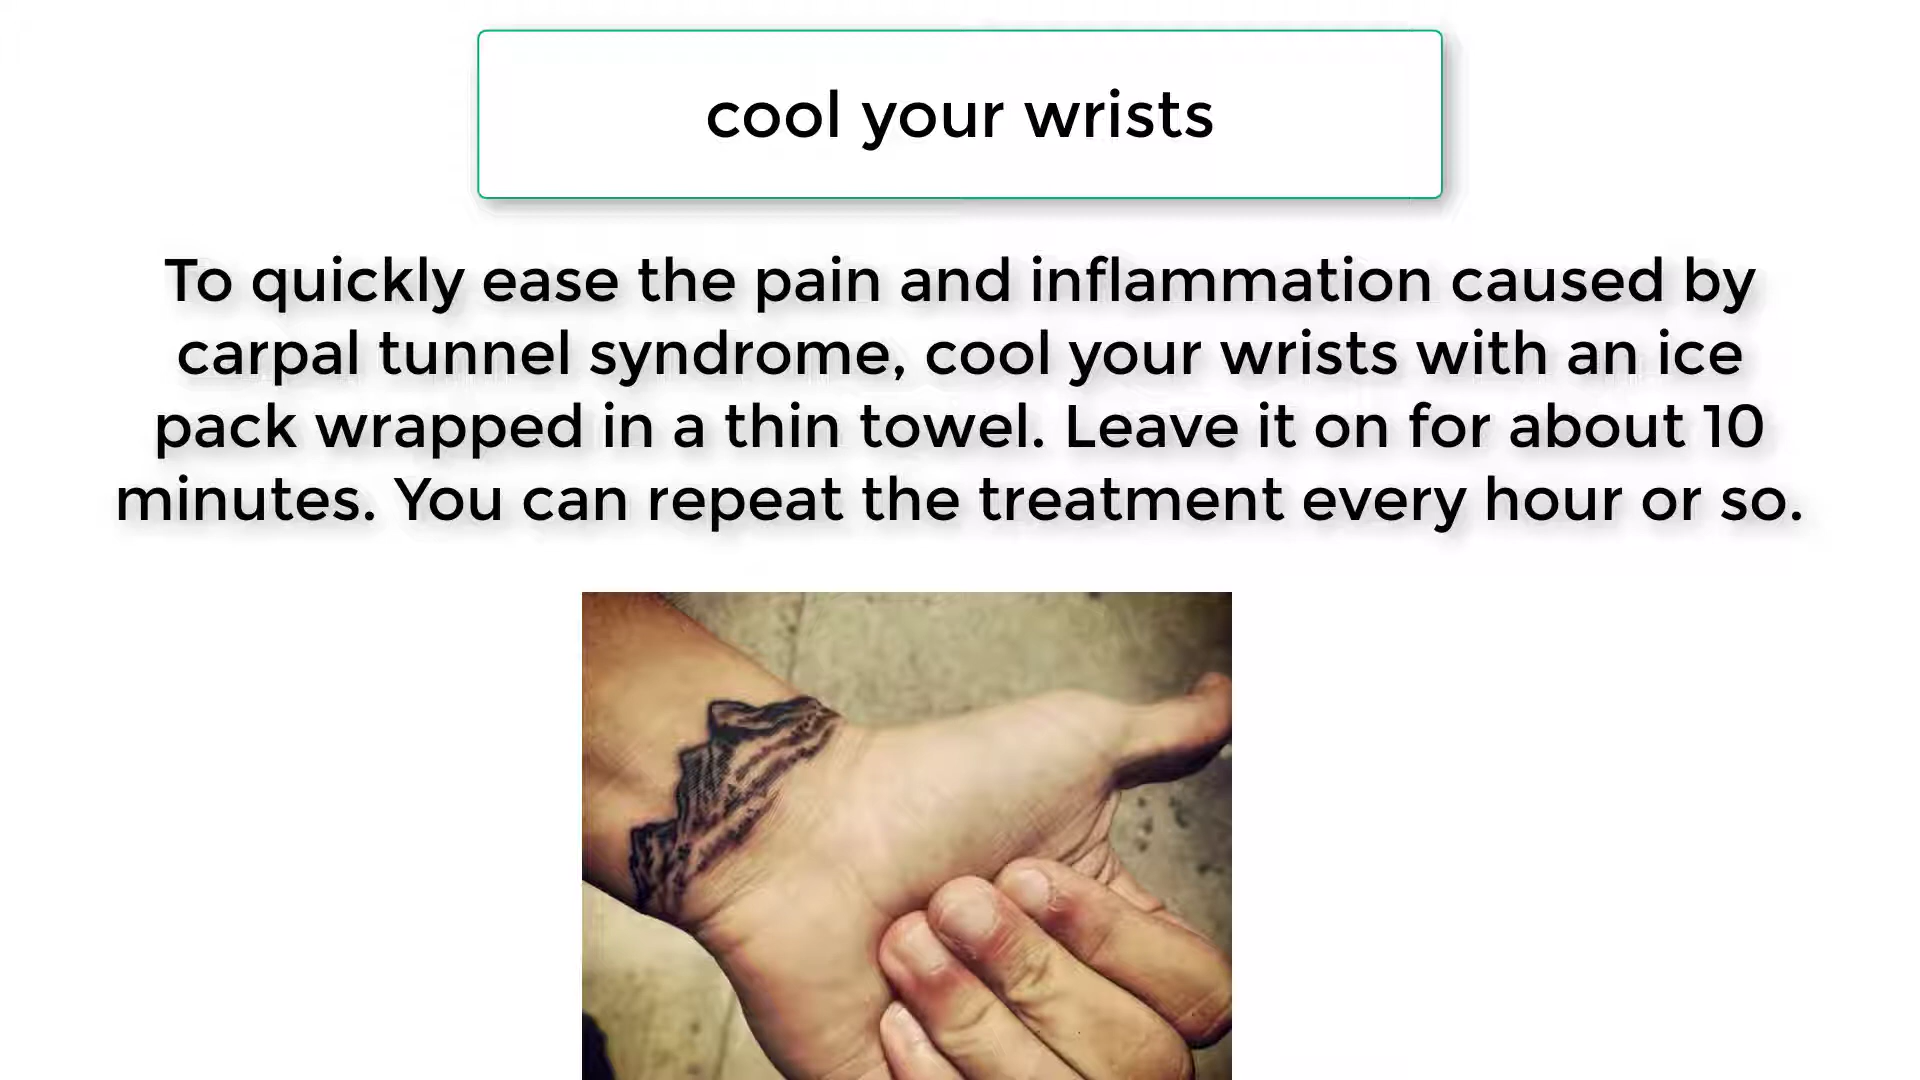 cool your wrists
To quickly ease the pain and inflammation caused by
carpal tunnel syndrome, cool your wrists with an ice
pack wrapped in a thin towel. Leave it on for about 10
minutes. You can repeat the treatment every hour or so.